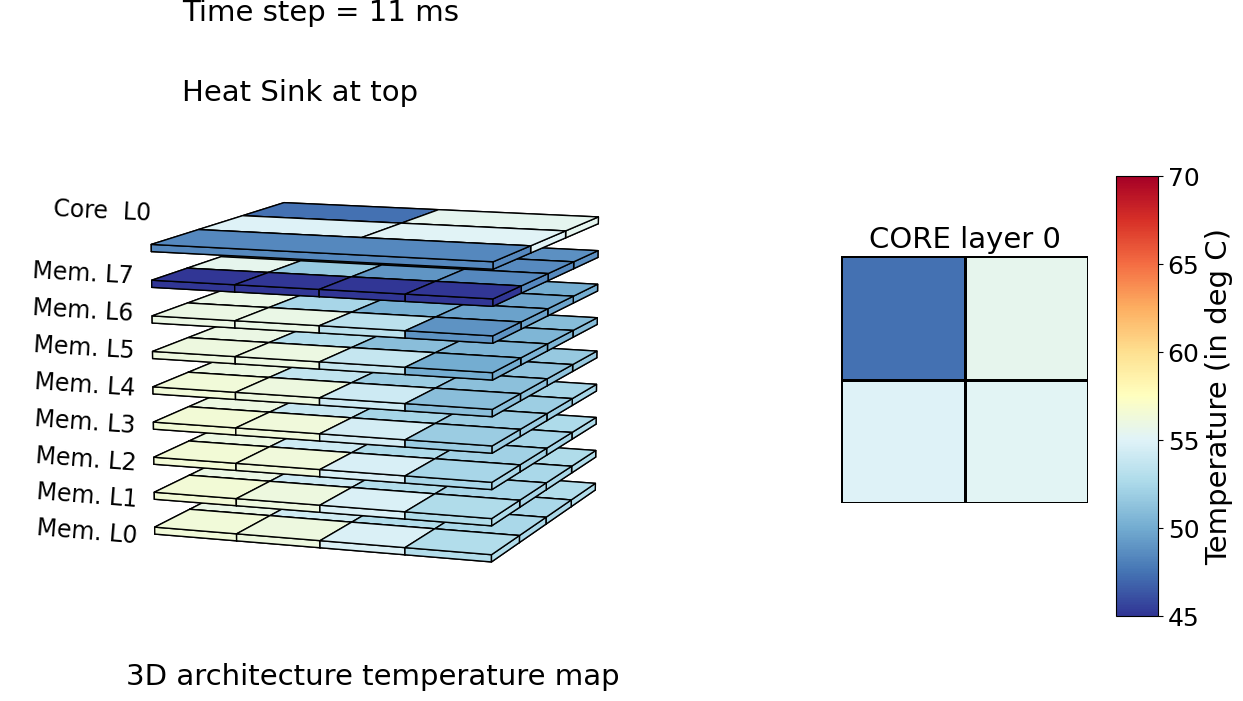 Time step = 11 ms
Heat Sink at top
Core  L0
Mem. L7
Mem. L6
Mem. L5
Mem. L4
Mem. L3
Mem. L2
Mem. L1
Mem. L0
3D architecture temperature map
CORE layer 0
70
65
60
55
50
45
Temperature (in deg C)